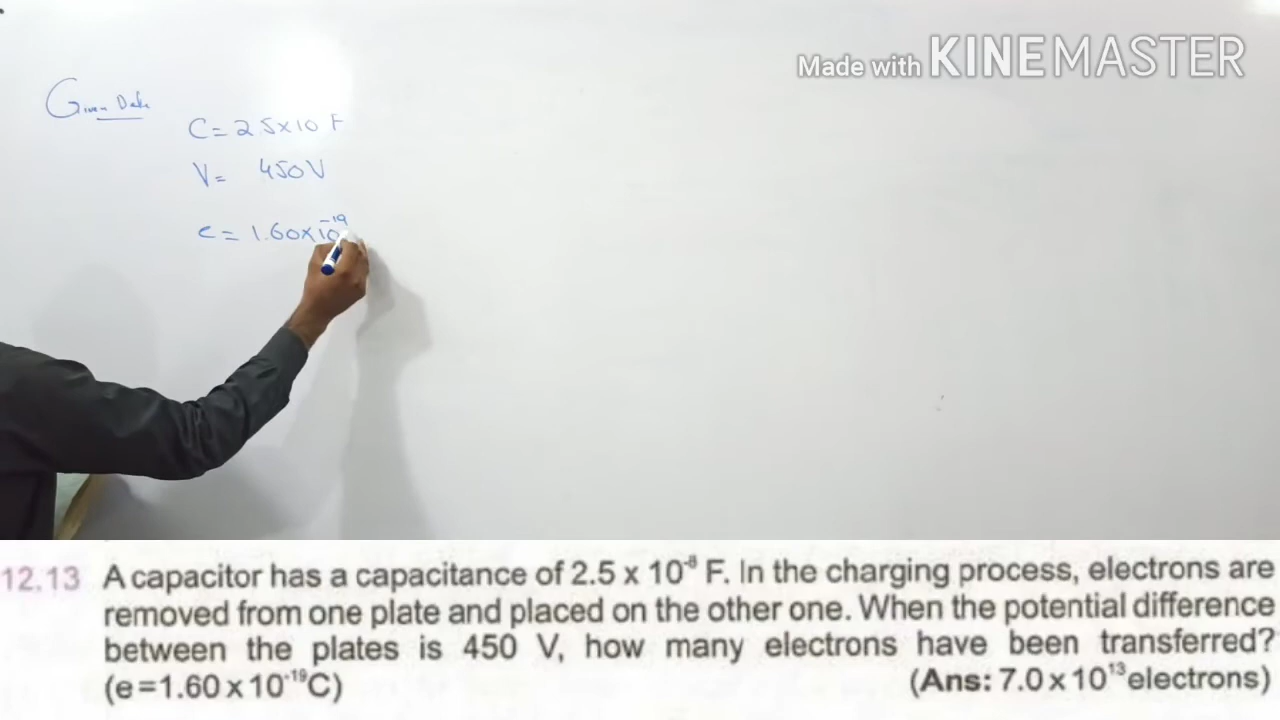 Made with KINEMASTER
Given Data
C = 2.5x10 F
V = 450V
e = 1.60x10⁻¹⁹
12.13 A capacitor has a capacitance of 2.5 x 10⁻⁸ F. In the charging process, electrons are
removed from one plate and placed on the other one. When the potential difference
between the plates is 450 V, how many electrons have been transferred?
(e=1.60 x 10⁻¹⁹C) (Ans: 7.0 x 10¹³ electrons)